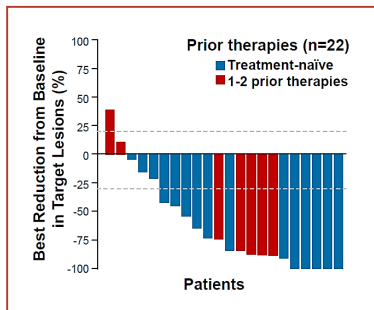 Prior therapies (n=22)
Treatment-naïve
1-2 prior therapies
Best Reduction from Baseline
in Target Lesions (%)
100
75
50
25
0
-25
-50
-75
-100
Patients